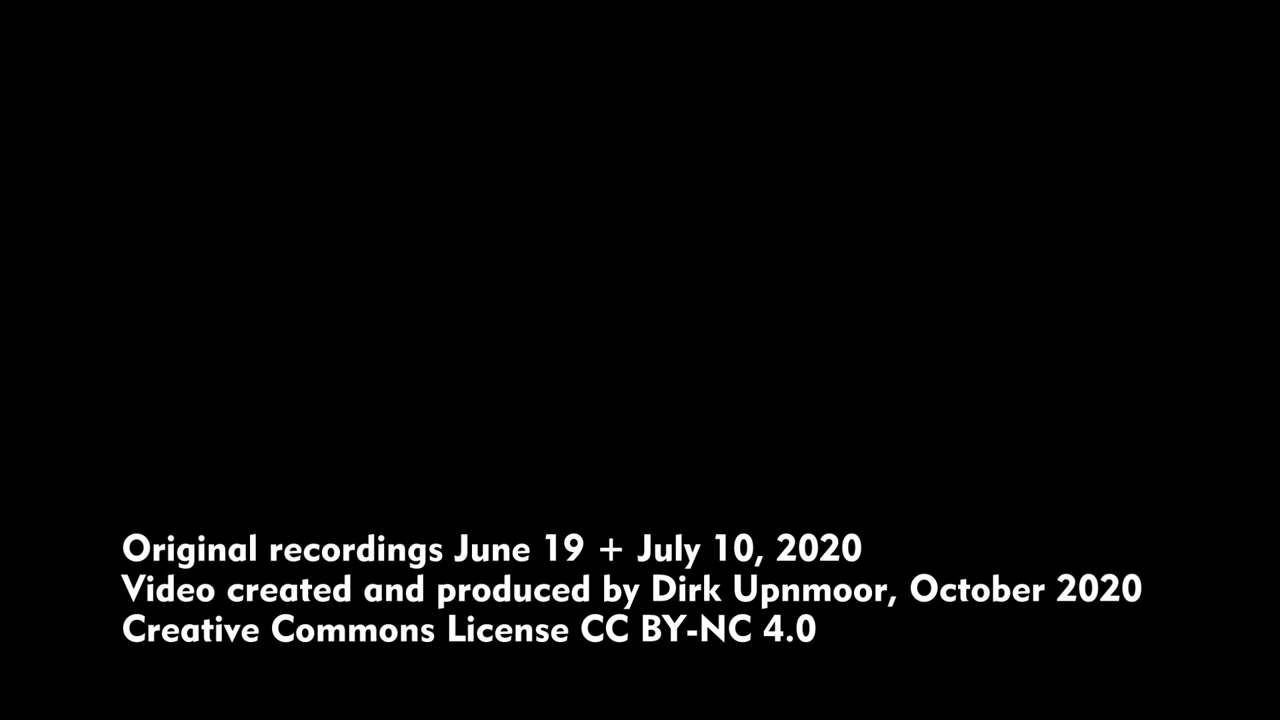 Original recordings June 19 + July 10, 2020
Video created and produced by Dirk Upnmoor, October 2020
Creative Commons License CC BY-NC 4.0